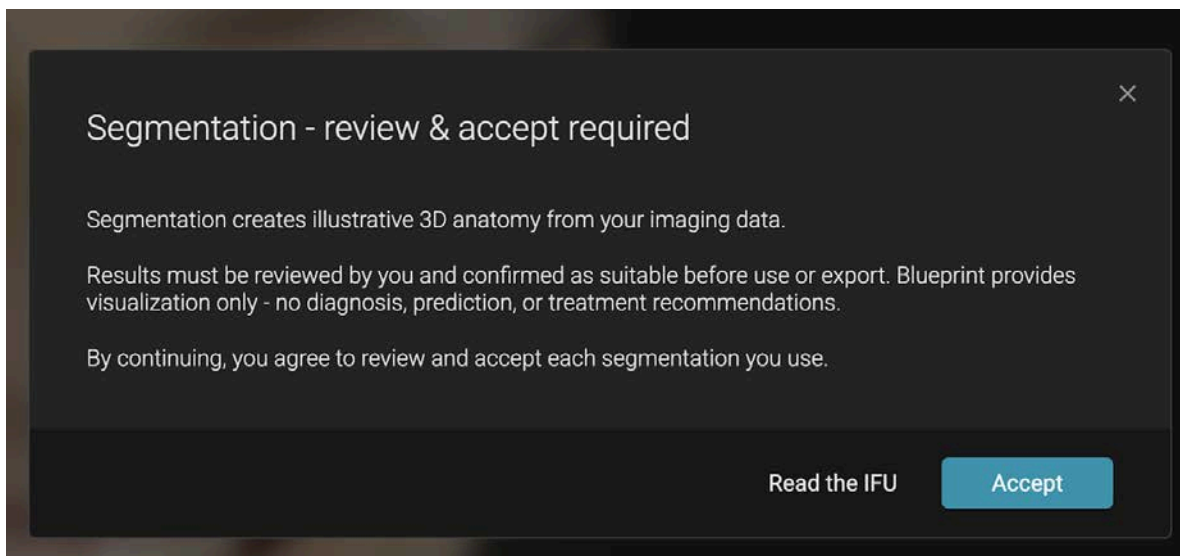 Segmentation - review & accept required
Segmentation creates illustrative 3D anatomy from your imaging data.
Results must be reviewed by you and confirmed as suitable before use or export. Blueprint provides
visualization only - no diagnosis, prediction, or treatment recommendations.
By continuing, you agree to review and accept each segmentation you use.
Read the IFU
Accept